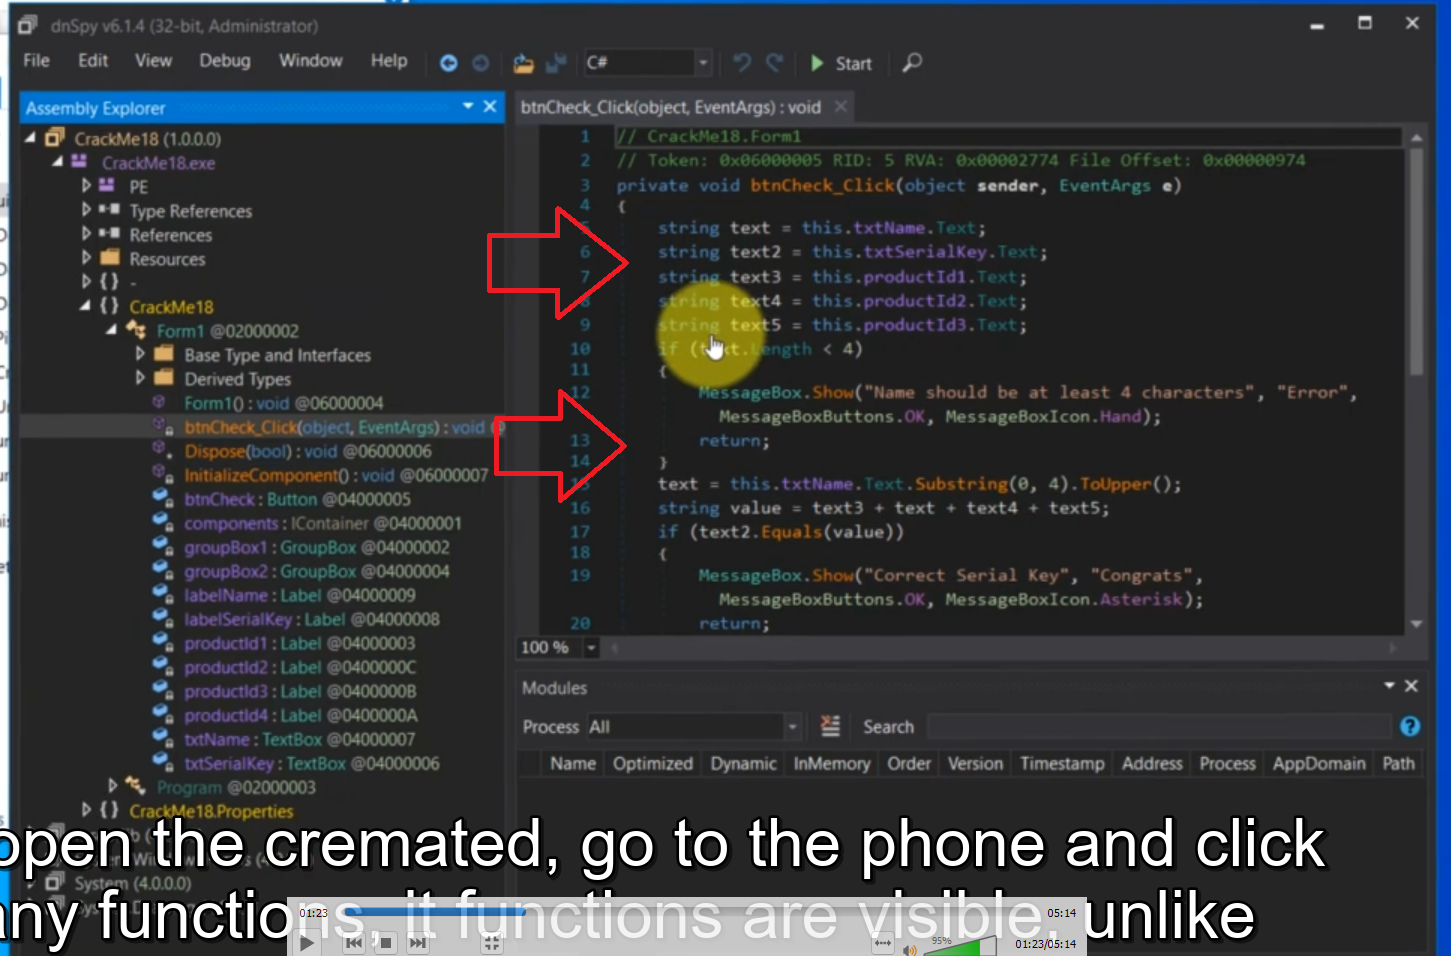 dnSpy v6.1.4 (32-bit, Administrator)
File Edit View Debug Window Help C# Start
Assembly Explorer
CrackMe18 (1.0.0.0)
CrackMe18.exe
PE
Type References
References
Resources
{ } -
{ } CrackMe18
Form1 @02000002
Base Type and Interfaces
Derived Types
Form1() : void @06000004
btnCheck_Click(object, EventArgs) : void @
Dispose(bool) : void @06000006
InitializeComponent() : void @06000007
btnCheck : Button @04000005
components : IContainer @04000001
groupBox1 : GroupBox @04000002
groupBox2 : GroupBox @04000004
labelName : Label @04000009
labelSerialKey : Label @04000008
productId1 : Label @04000003
productId2 : Label @0400000C
productId3 : Label @0400000B
productId4 : Label @0400000A
txtName : TextBox @04000007
txtSerialKey : TextBox @04000006
Program @02000003
{ } CrackMe18.Properties
System (4.0.0.0)
btnCheck_Click(object, EventArgs) : void
1 // CrackMe18.Form1
2 // Token: 0x06000005 RID: 5 RVA: 0x00002774 File Offset: 0x00000974
3 private void btnCheck_Click(object sender, EventArgs e)
4 {
5 string text = this.txtName.Text;
6 string text2 = this.txtSerialKey.Text;
7 string text3 = this.productId1.Text;
8 string text4 = this.productId2.Text;
9 string text5 = this.productId3.Text;
10 if (text.Length < 4)
11 {
12 MessageBox.Show("Name should be at least 4 characters", "Error",
MessageBoxButtons.OK, MessageBoxIcon.Hand);
13 return;
14 }
15 text = this.txtName.Text.Substring(0, 4).ToUpper();
16 string value = text3 + text + text4 + text5;
17 if (text2.Equals(value))
18 {
19 MessageBox.Show("Correct Serial Key", "Congrats",
MessageBoxButtons.OK, MessageBoxIcon.Asterisk);
20 return;
100 %
Modules
Process All Search
Name Optimized Dynamic InMemory Order Version Timestamp Address Process AppDomain Path
open the cremated, go to the phone and click
any functions, it functions are visible, unlike
01:23 05:14
95% 01:23/05:14